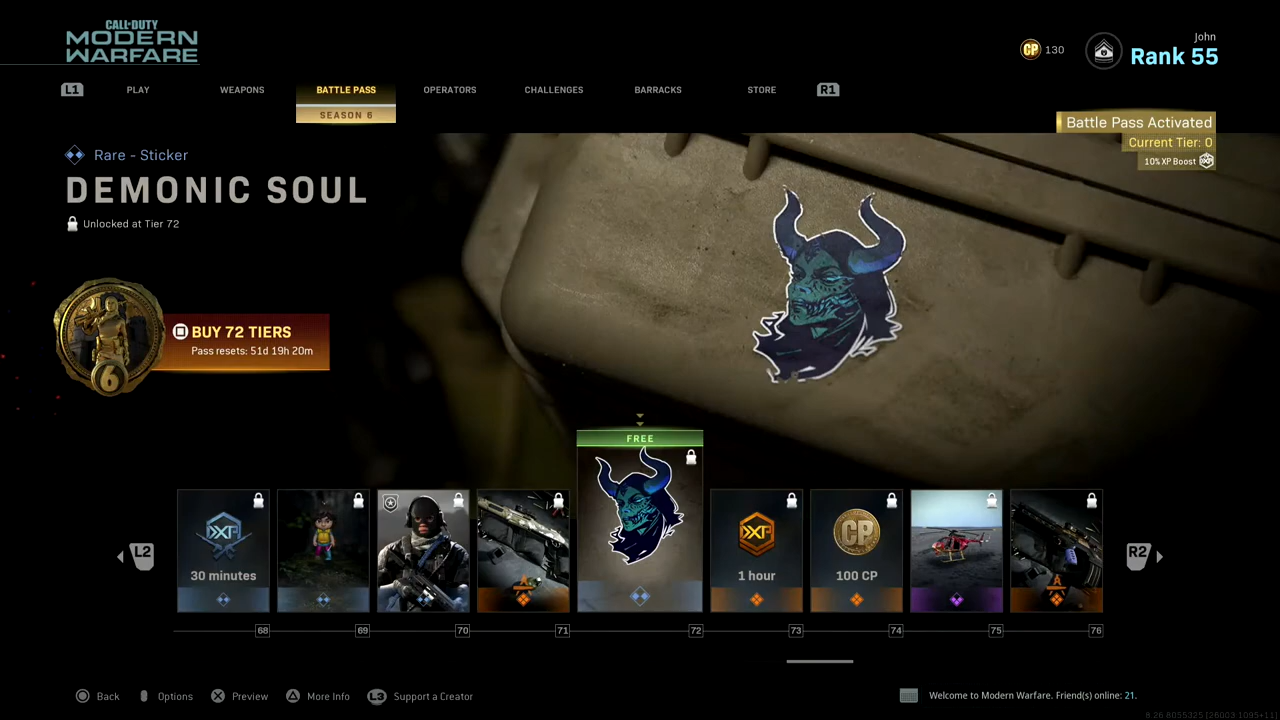 CALL OF DUTY
MODERN
WARFARE
CP 130
John
Rank 55
L1 PLAY WEAPONS BATTLE PASS OPERATORS CHALLENGES BARRACKS STORE R1
SEASON 6
Battle Pass Activated
Current Tier: 0
10% XP Boost
Rare - Sticker
DEMONIC SOUL
Unlocked at Tier 72
BUY 72 TIERS
Pass resets: 51d 19h 20m
6
FREE
L2
R2
30 minutes
1 hour
CP
100 CP
68 69 70 71 72 73 74 75 76
Back Options Preview More Info L3 Support a Creator
Welcome to Modern Warfare. Friend(s) online: 21.